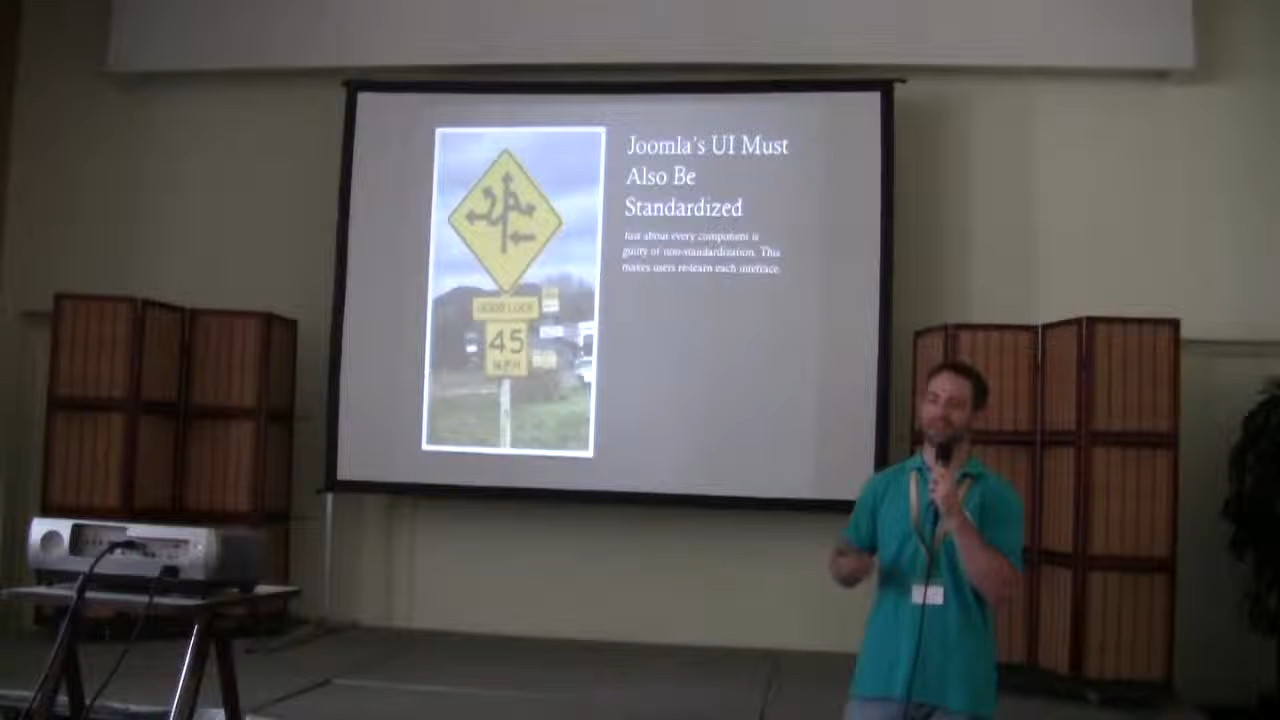 Joomla's UI Must
Also Be
Standardized
Just about every component is
guilty of non-standardization. This
makes users re-learn each interface.
GOOD LUCK
45
MPH